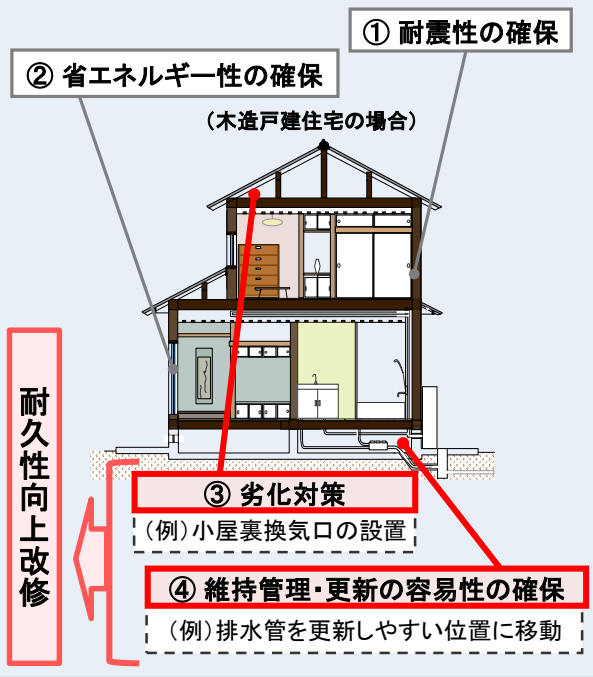 ① 耐震性の確保
② 省エネルギー性の確保
（木造戸建住宅の場合）
耐久性向上改修
③ 劣化対策
（例）小屋裏換気口の設置
④ 維持管理・更新の容易性の確保
（例）排水管を更新しやすい位置に移動